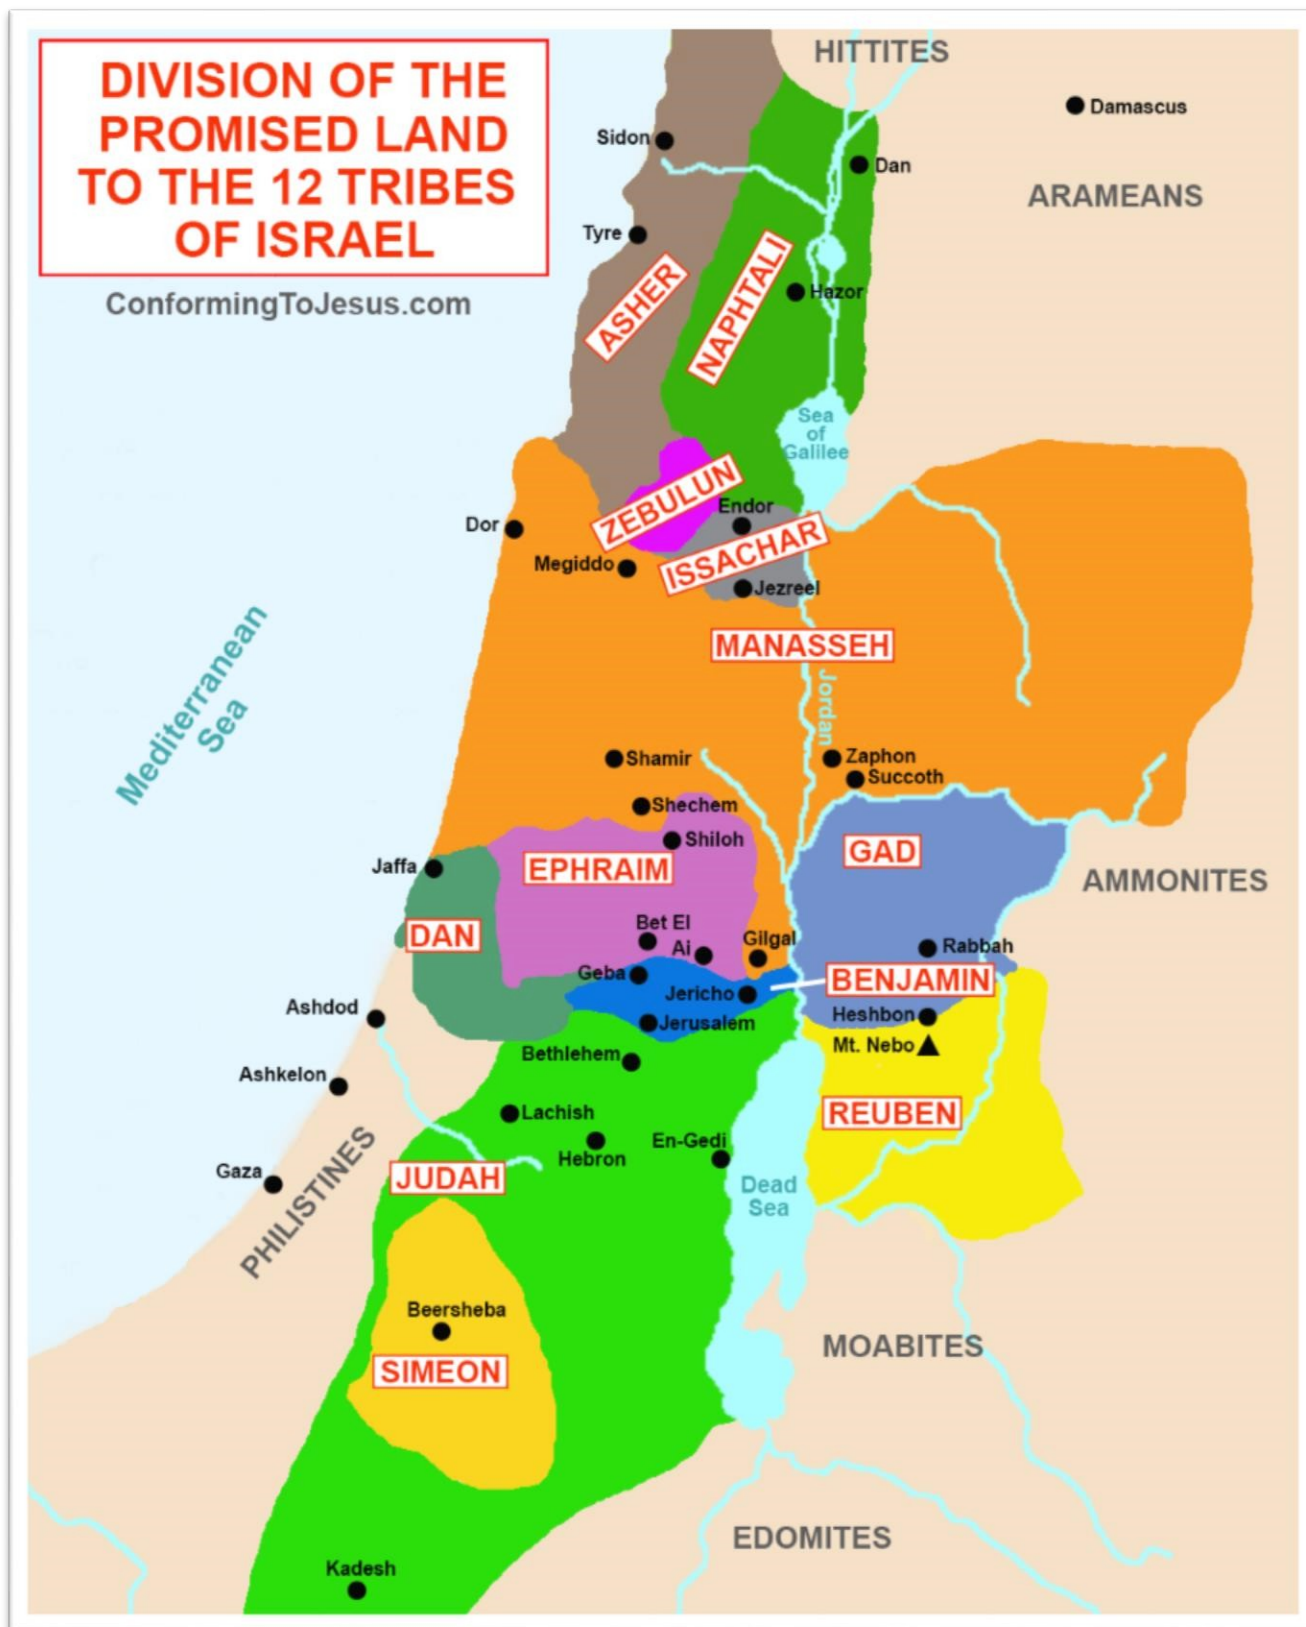 DIVISION OF THE
PROMISED LAND
TO THE 12 TRIBES
OF ISRAEL
ConformingToJesus.com
HITTITES
Damascus
Sidon
Dan
ARAMEANS
Tyre
ASHER
NAPHTALI
Hazor
Sea
of
Galilee
ZEBULUN
Endor
Dor
ISSACHAR
Megiddo
Jezreel
MANASSEH
Mediterranean
Sea
Jordan
Shamir
Zaphon
Succoth
Shechem
Shiloh
GAD
Jaffa
EPHRAIM
AMMONITES
DAN
Bet El
Ai
Gilgal
Rabbah
Geba
BENJAMIN
Jericho
Ashdod
Heshbon
Jerusalem
Mt. Nebo
Bethlehem
Ashkelon
Lachish
REUBEN
Hebron
En-Gedi
Gaza
JUDAH
PHILISTINES
Dead
Sea
Beersheba
SIMEON
MOABITES
EDOMITES
Kadesh